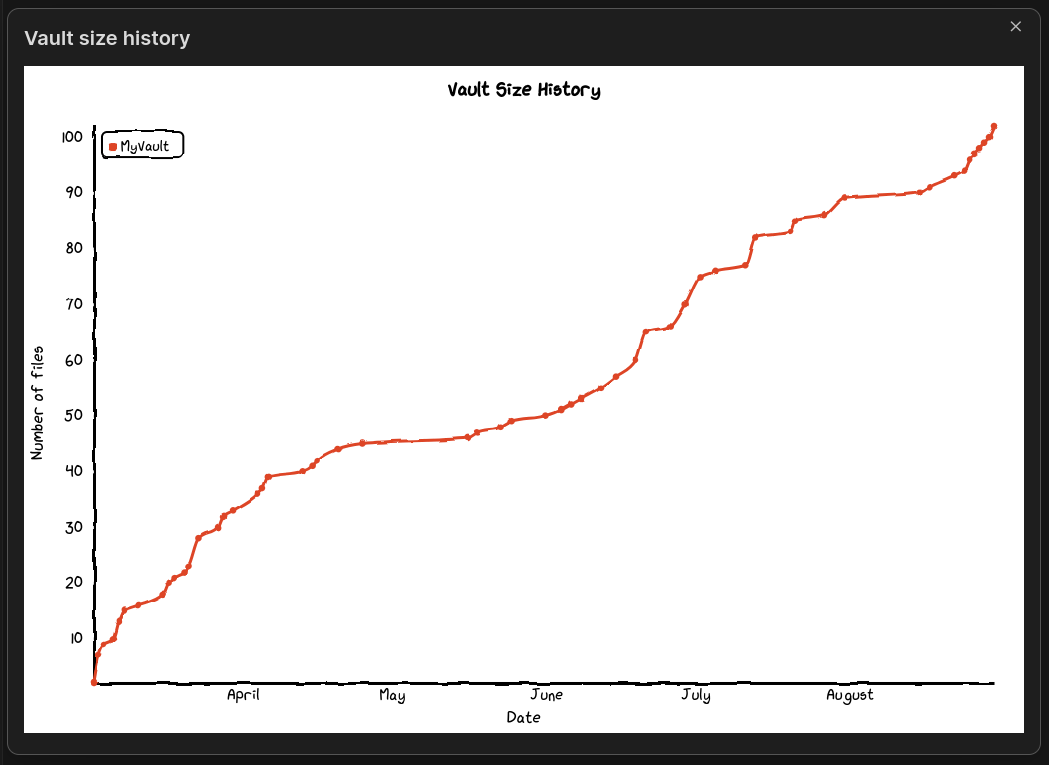 Vault size history
Vault Size History
MyVault
100
90
80
70
60
50
40
30
20
10
Number of files
April May June July August
Date